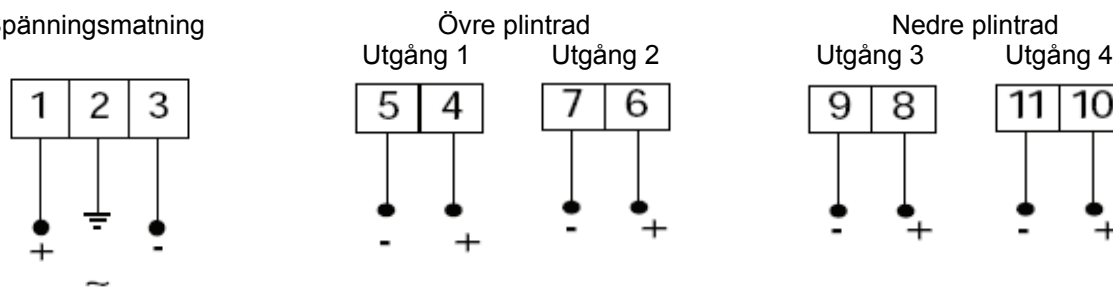 pänningsmatning Övre plintrad Nedre plintrad
Utgång 1 Utgång 2 Utgång 3 Utgång 4
1 2 3 5 4 7 6 9 8 11 10
+ - - + - + - + - +
~